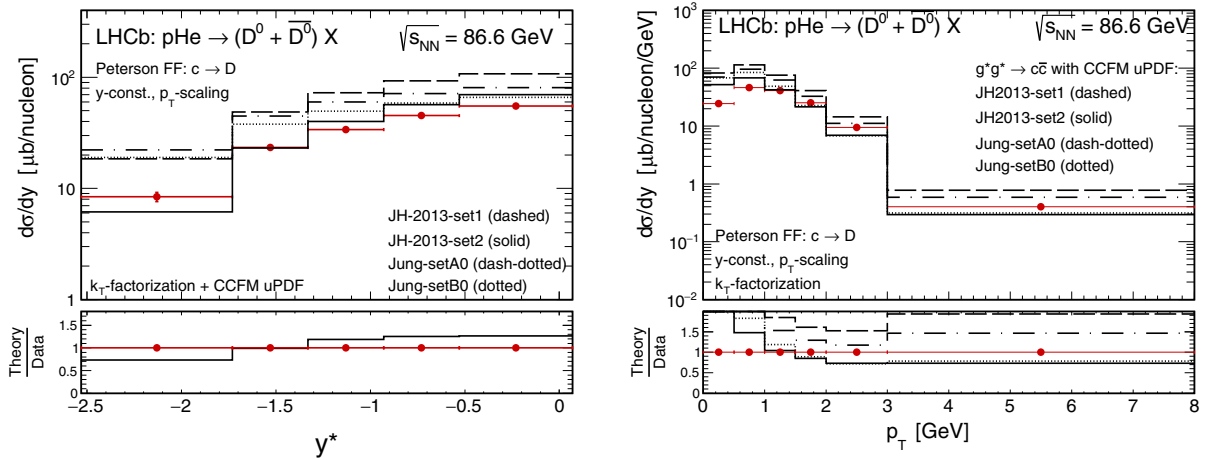 LHCb: pHe → (D⁰ + D̅⁰) X
√s_NN = 86.6 GeV
Peterson FF: c → D
y-const., p_T-scaling
JH-2013-set1 (dashed)
JH-2013-set2 (solid)
Jung-setA0 (dash-dotted)
k_T-factorization + CCFM uPDF
Jung-setB0 (dotted)
dσ/dy [μb/nucleon]
10²
10
1
Theory
Data
1.5
1
0.5
0
−2.5
−2
−1.5
−1
−0.5
0
y*
LHCb: pHe → (D⁰ + D̅⁰) X
√s_NN = 86.6 GeV
g*g* → cc̅ with CCFM uPDF:
JH2013-set1 (dashed)
JH2013-set2 (solid)
Jung-setA0 (dash-dotted)
Jung-setB0 (dotted)
Peterson FF: c → D
y-const., p_T-scaling
k_T-factorization
dσ/dy [μb/nucleon/GeV]
10³
10²
10
1
10⁻¹
10⁻²
Theory
Data
1.5
1
0.5
0
0
1
2
3
4
5
6
7
8
p_T [GeV]